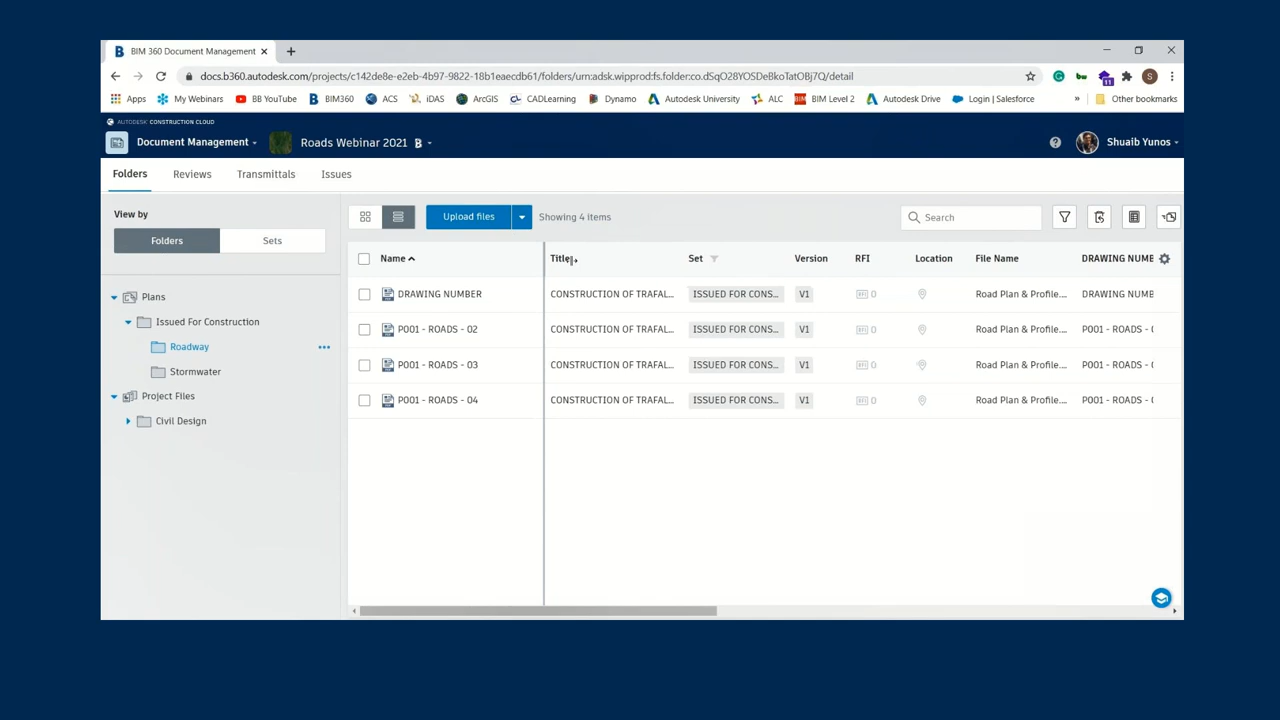 BIM 360 Document Management
docs.b360.autodesk.com/projects/c142de8e-e2eb-4b97-9822-18b1eaecdb61/folders/urn:adsk.wipprod:fs.folder:co.dSqO28YOSDeBkoTatOBj7Q/detail
Apps My Webinars BB YouTube BIM360 ACS iDAS ArcGIS CADLearning Dynamo Autodesk University ALC BIM Level 2 Autodesk Drive Login | Salesforce » Other bookmarks
AUTODESK CONSTRUCTION CLOUD
Document Management Roads Webinar 2021 Shuaib Yunos
Folders Reviews Transmittals Issues
View by
Folders Sets
Plans
Issued For Construction
Roadway
Stormwater
Project Files
Civil Design
Upload files Showing 4 items Search
Name Title Set Version RFI Location File Name DRAWING NUMB
DRAWING NUMBER CONSTRUCTION OF TRAFAL... ISSUED FOR CONS... V1 RFI 0 Road Plan & Profile.... DRAWING NUMB
P001 - ROADS - 02 CONSTRUCTION OF TRAFAL... ISSUED FOR CONS... V1 RFI 0 Road Plan & Profile.... P001 - ROADS - (
P001 - ROADS - 03 CONSTRUCTION OF TRAFAL... ISSUED FOR CONS... V1 RFI 0 Road Plan & Profile.... P001 - ROADS - (
P001 - ROADS - 04 CONSTRUCTION OF TRAFAL... ISSUED FOR CONS... V1 RFI 0 Road Plan & Profile.... P001 - ROADS - (